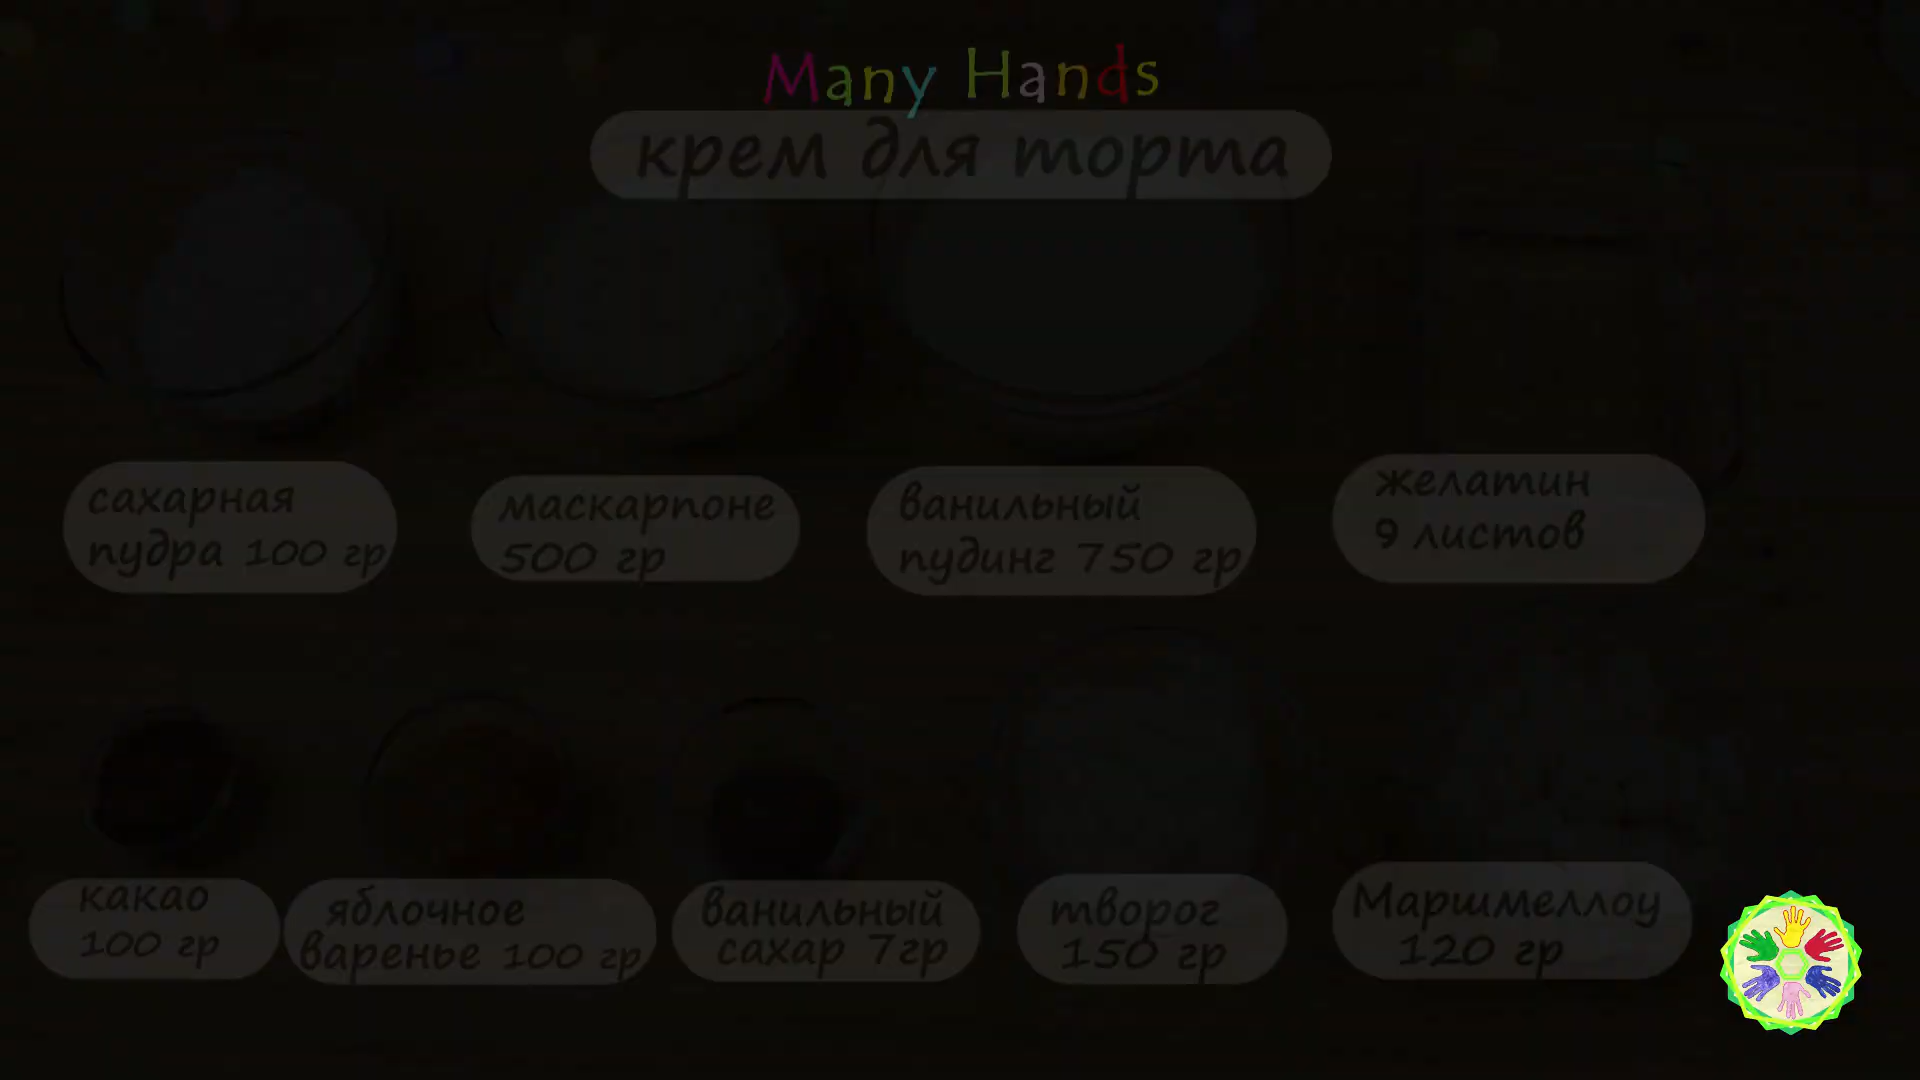 Many Hands
крем для торта
сахарная
пудра 100 гр
маскарпоне
500 гр
ванильный
пудинг 750 гр
желатин
9 листов
какао
100 гр
яблочное
варенье 100 гр
ванильный
сахар 7гр
творог
150 гр
Маршмеллоу
120 гр